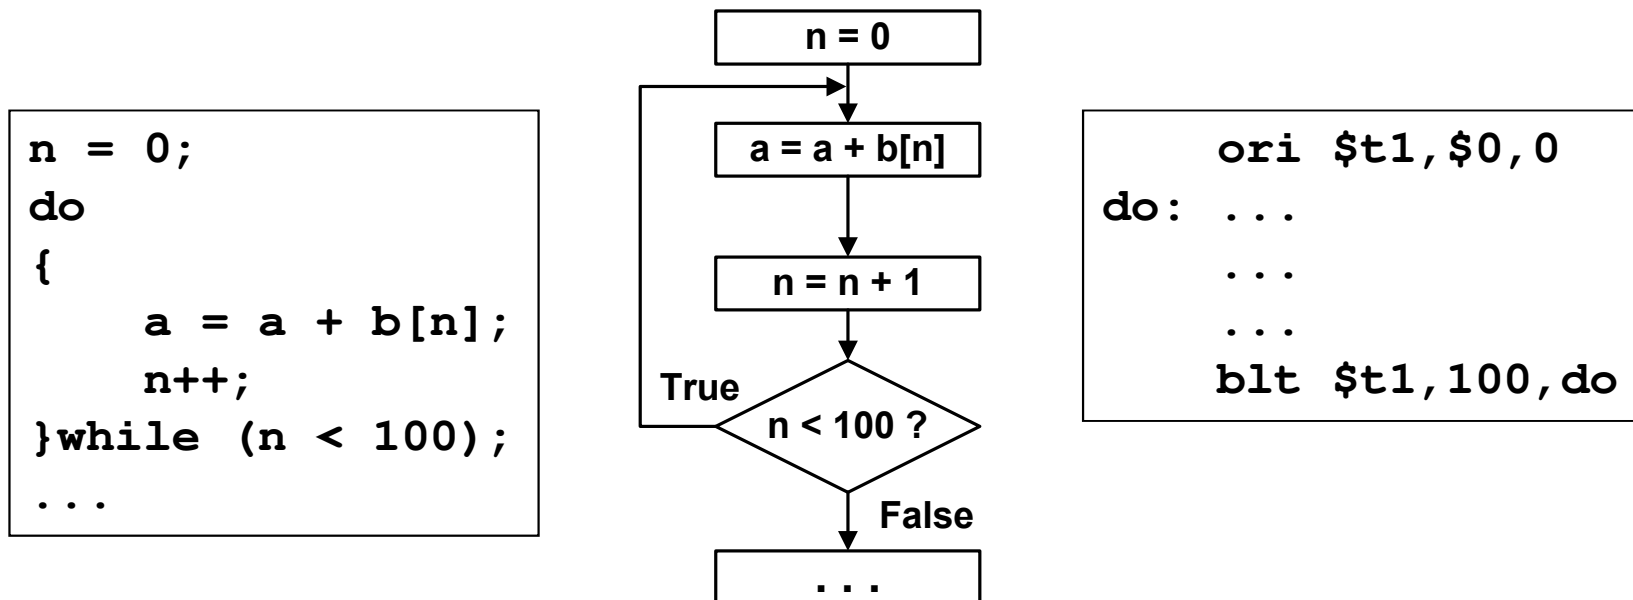 n = 0;
do
{
    a = a + b[n];
    n++;
}while (n < 100);
...
n = 0
a = a + b[n]
n = n + 1
True
n < 100 ?
False
. . .
    ori $t1,$0,0
do: ...
    ...
    ...
    blt $t1,100,do